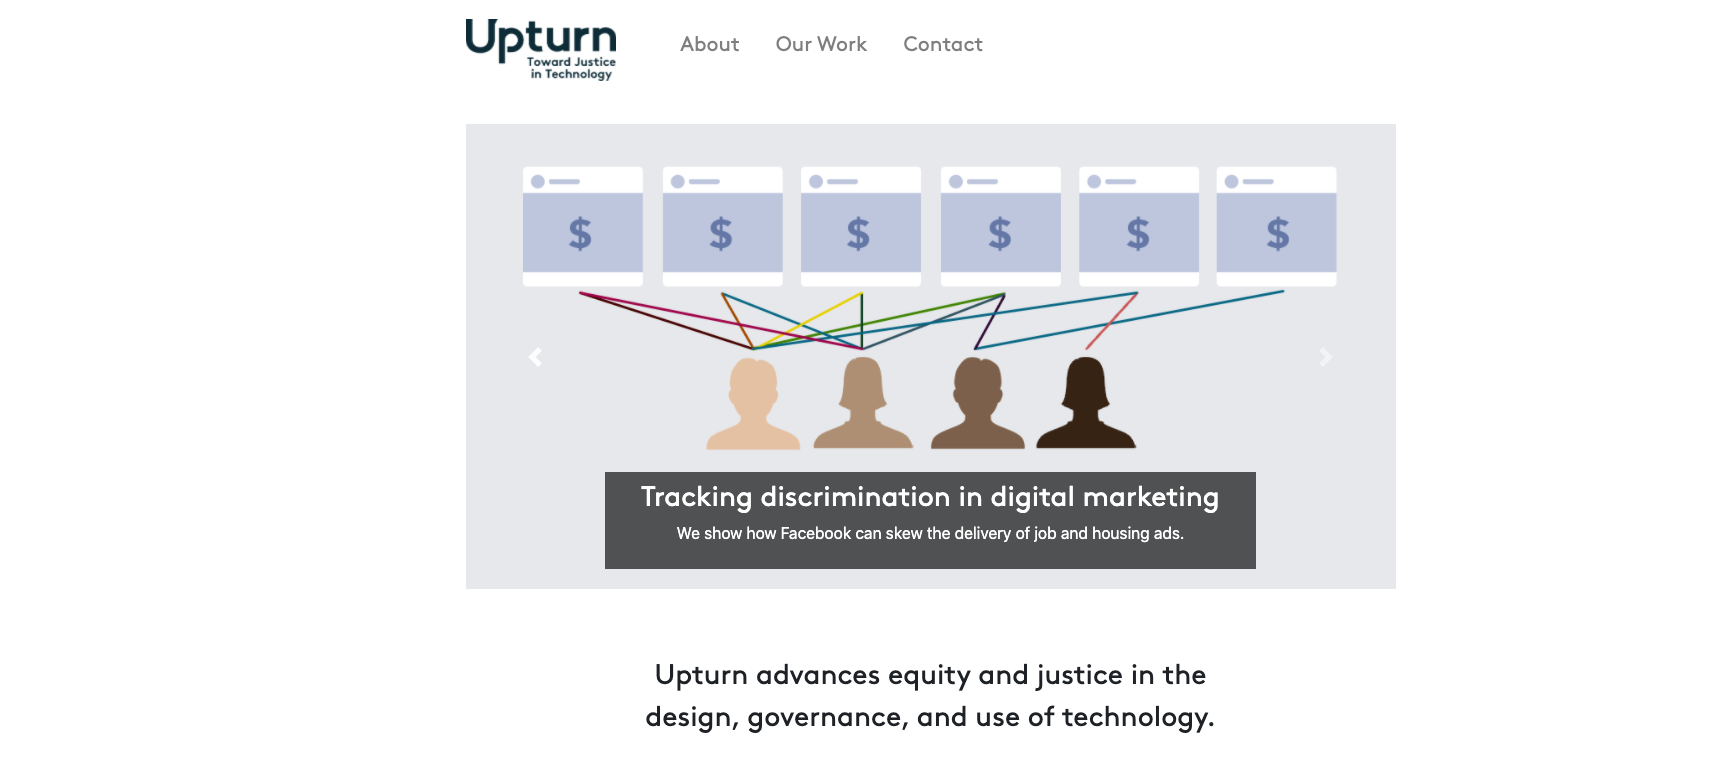 Upturn
Toward Justice
in Technology
About Our Work Contact
$ $ $ $ $ $
Tracking discrimination in digital marketing
We show how Facebook can skew the delivery of job and housing ads.
Upturn advances equity and justice in the
design, governance, and use of technology.